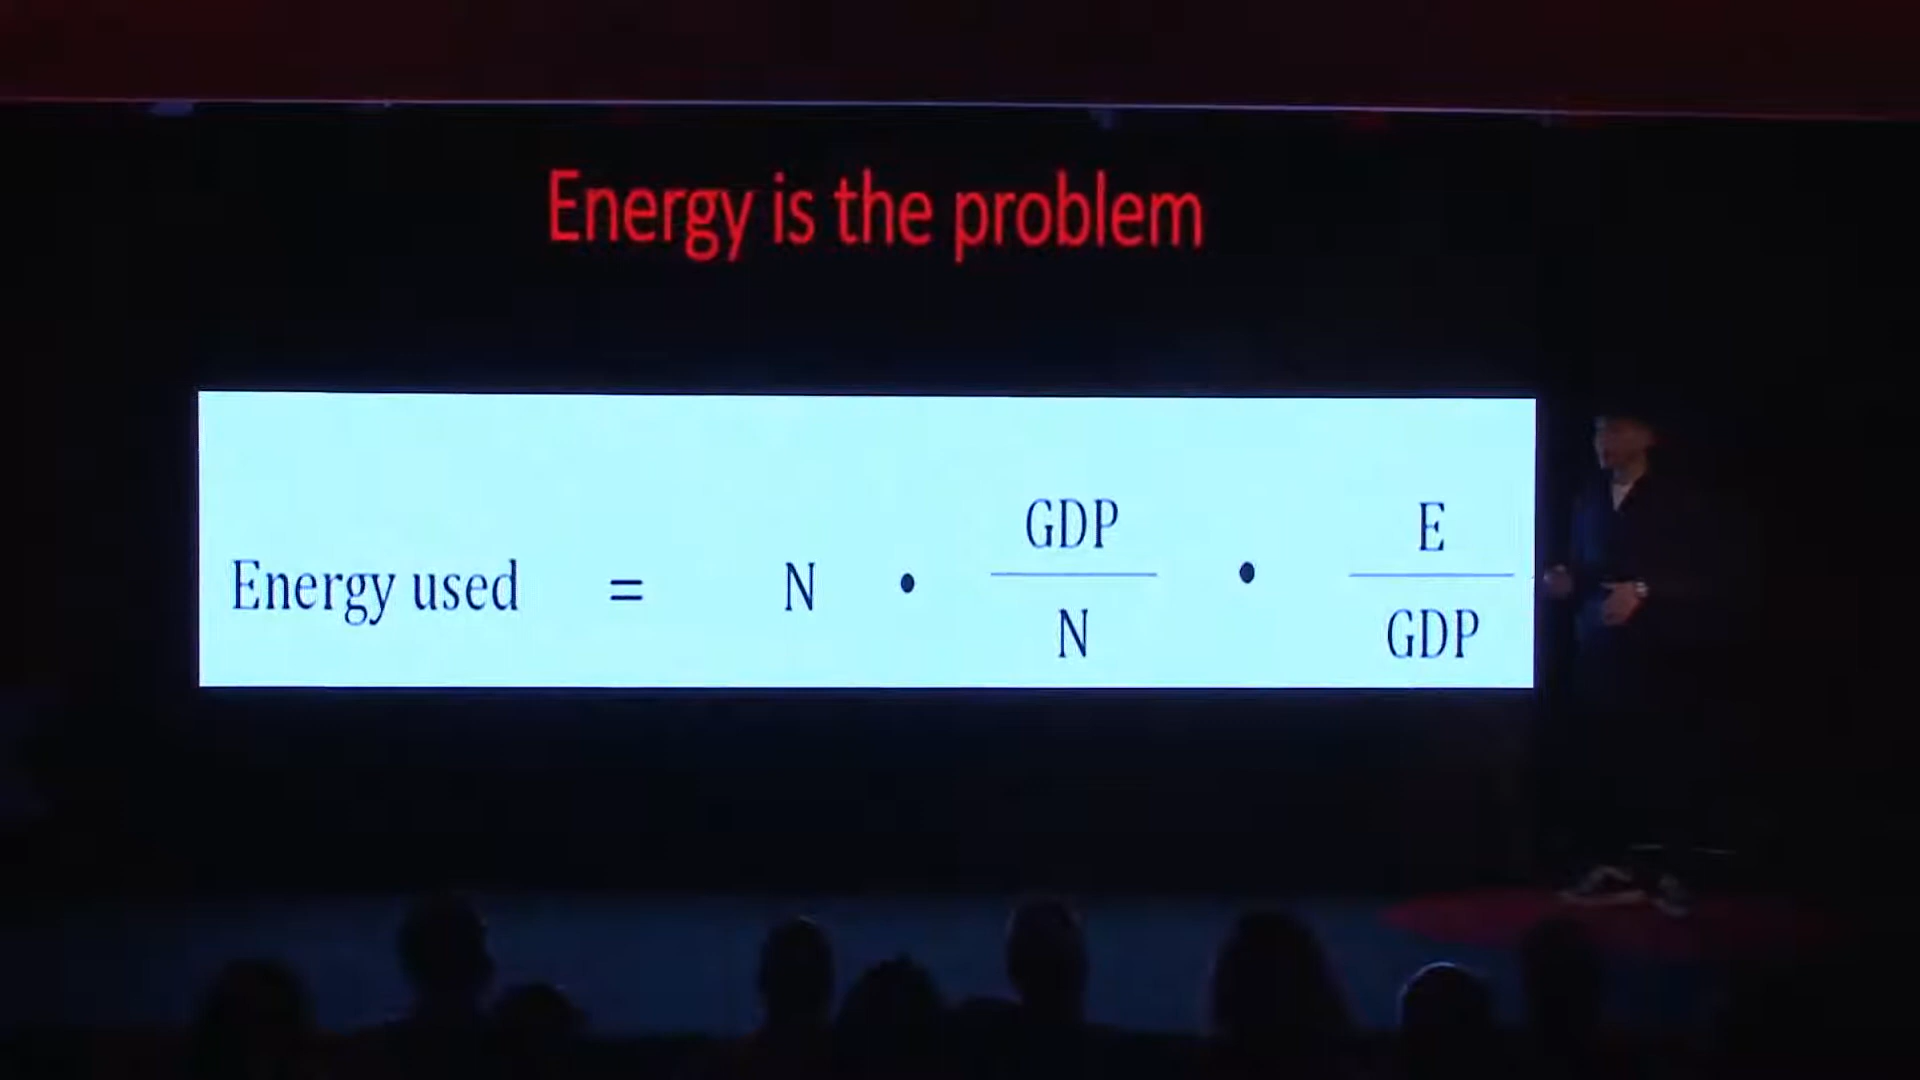 Energy is the problem
Energy used = N • GDP / N • E / GDP